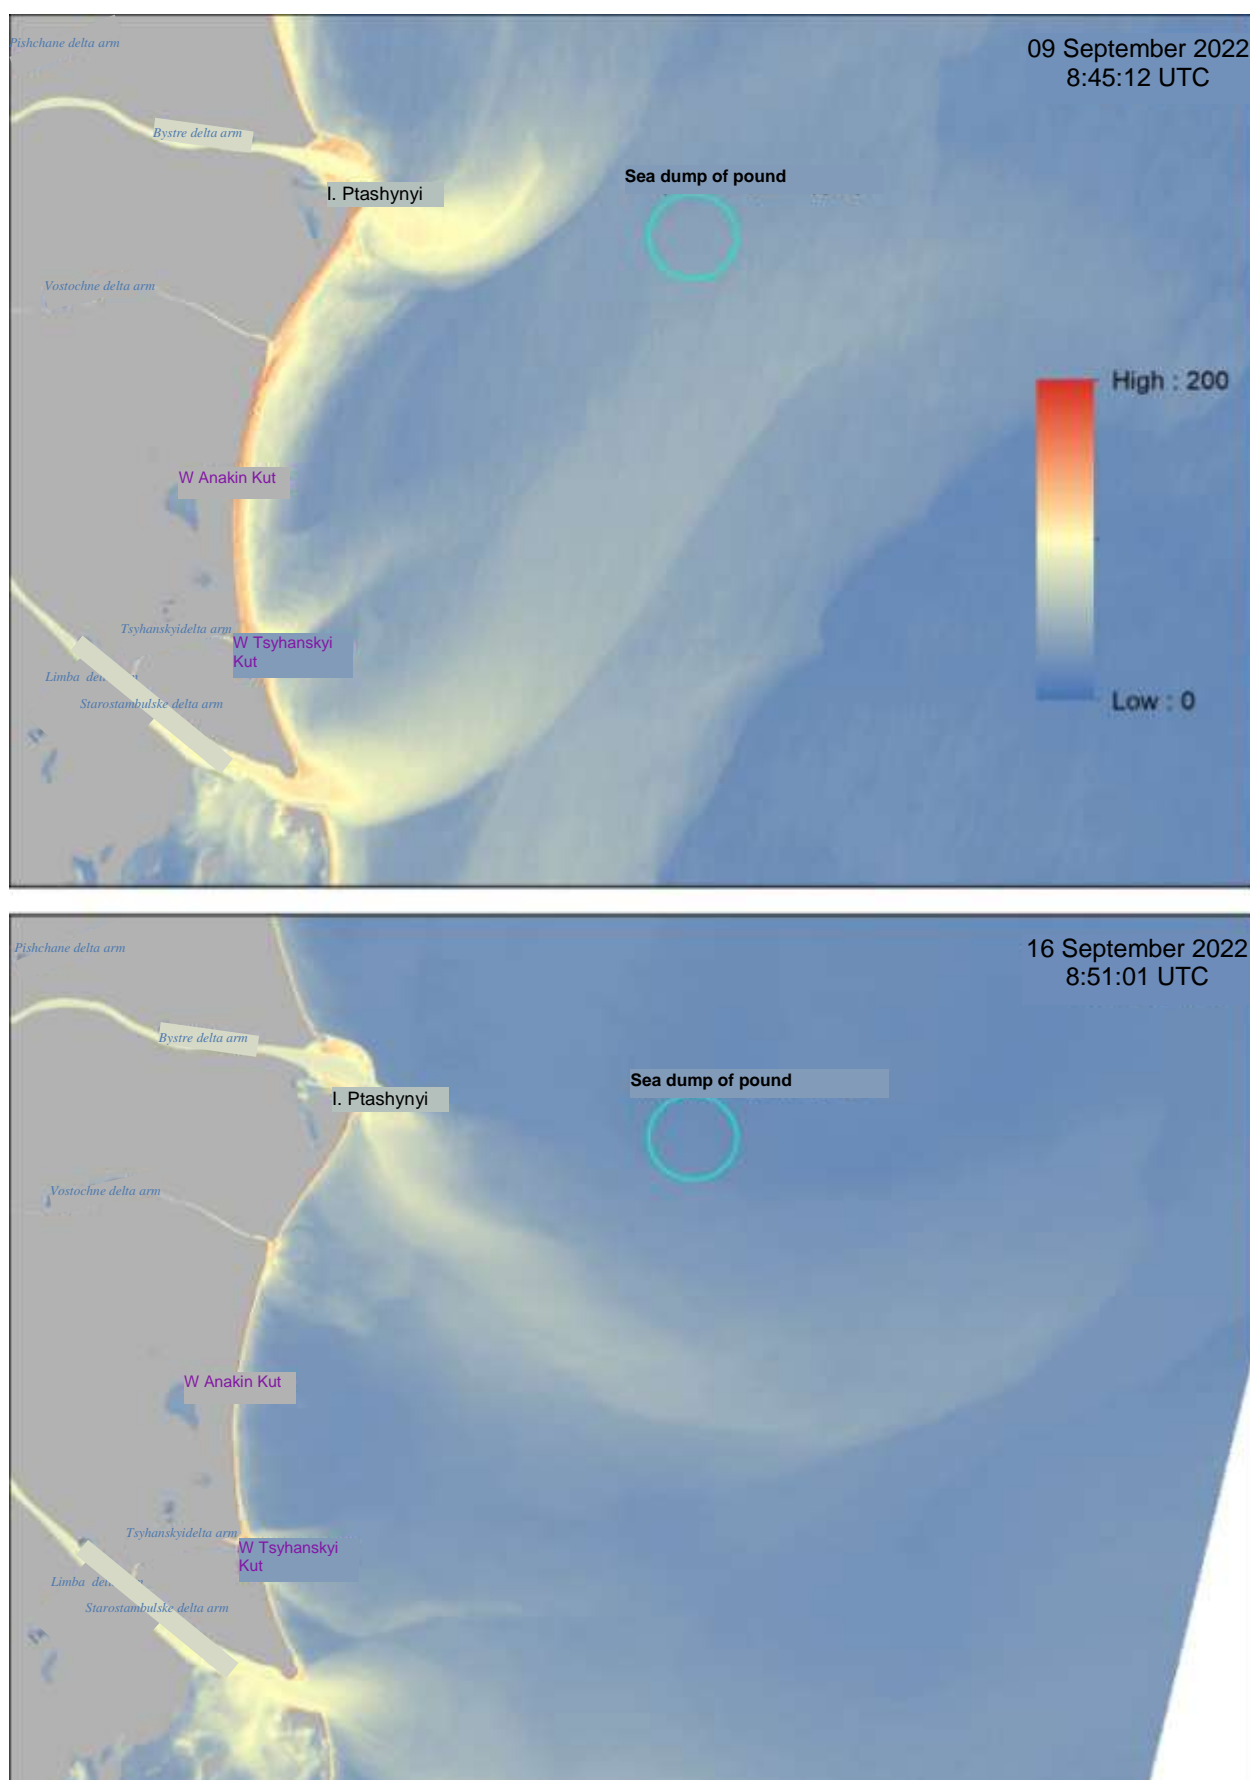 Pishchane delta arm
09 September 2022
8:45:12 UTC
Bystre delta arm
Sea dump of pound
I. Ptashynyi
Vostochne delta arm
High : 200
W Anakin Kut
Tsyhanskyidelta arm
W Tsyhanskyi
Kut
Limba
Starostambulske delta arm
Low : 0
Pishchane delta arm
16 September 2022
8:51:01 UTC
Bystre delta arm
Sea dump of pound
I. Ptashynyi
Vostochne delta arm
W Anakin Kut
Tsyhanskyidelta arm
W Tsyhanskyi
Kut
Limba
Starostambulske delta arm